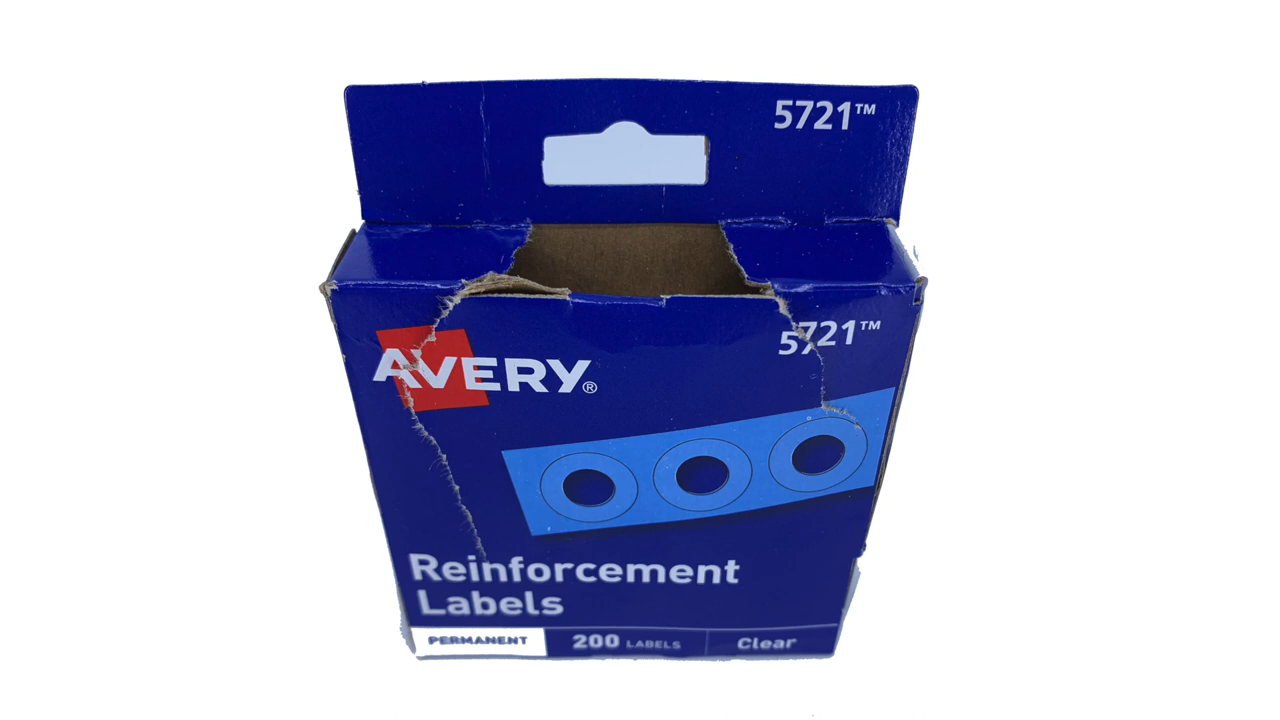 5721™
AVERY®
5721™
Reinforcement
Labels
PERMANENT
200 LABELS
Clear